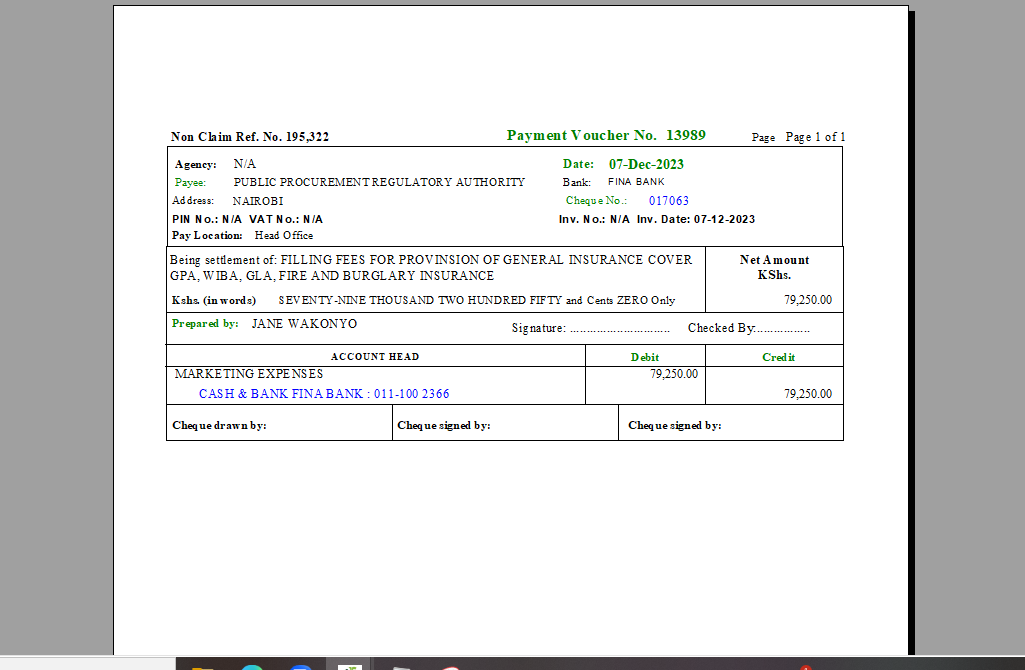 Non Claim Ref. No. 195,322 Payment Voucher No. 13989 Page Page 1 of 1
Agency: N/A Date: 07-Dec-2023
Payee: PUBLIC PROCUREMENT REGULATORY AUTHORITY Bank: FINA BANK
Address: NAIROBI Cheque No.: 017063
PIN No.: N/A VAT No.: N/A Inv. No.: N/A Inv. Date: 07-12-2023
Pay Location: Head Office
Being settlement of: FILLING FEES FOR PROVINSION OF GENERAL INSURANCE COVER Net Amount
GPA, WIBA, GLA, FIRE AND BURGLARY INSURANCE KShs.
Kshs. (in words) SEVENTY-NINE THOUSAND TWO HUNDRED FIFTY and Cents ZERO Only 79,250.00
Prepared by: JANE WAKONYO Signature: .............................. Checked By:................
ACCOUNT HEAD Debit Credit
MARKETING EXPENSES 79,250.00
CASH & BANK FINA BANK : 011-100 2366 79,250.00
Cheque drawn by: Cheque signed by: Cheque signed by: